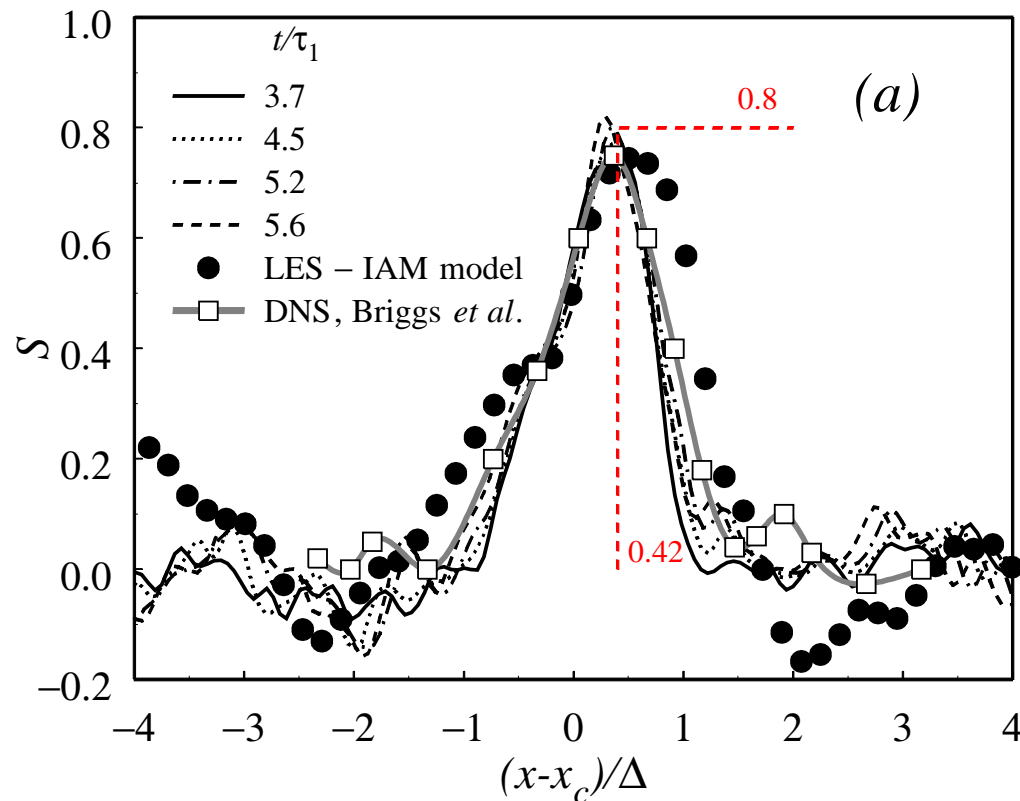 1.0
0.8
0.6
0.4
0.2
0.0
−0.2
S
t/τ1
3.7
4.5
5.2
5.6
LES – IAM model
DNS, Briggs et al.
0.8
(a)
0.42
−4 −3 −2 −1 0 1 2 3 4
(x-xc)/Δ